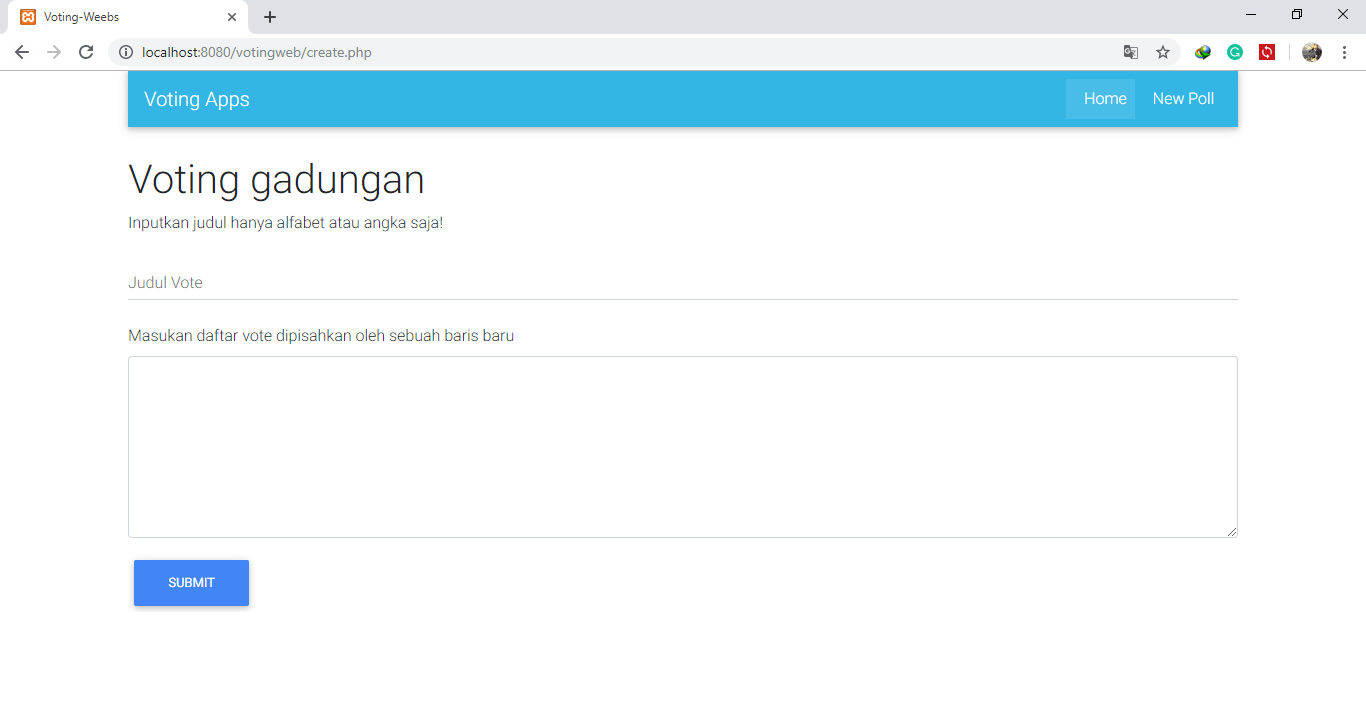 Voting-Weebs
localhost:8080/votingweb/create.php
Voting Apps
Home
New Poll
Voting gadungan
Inputkan judul hanya alfabet atau angka saja!
Judul Vote
Masukan daftar vote dipisahkan oleh sebuah baris baru
SUBMIT